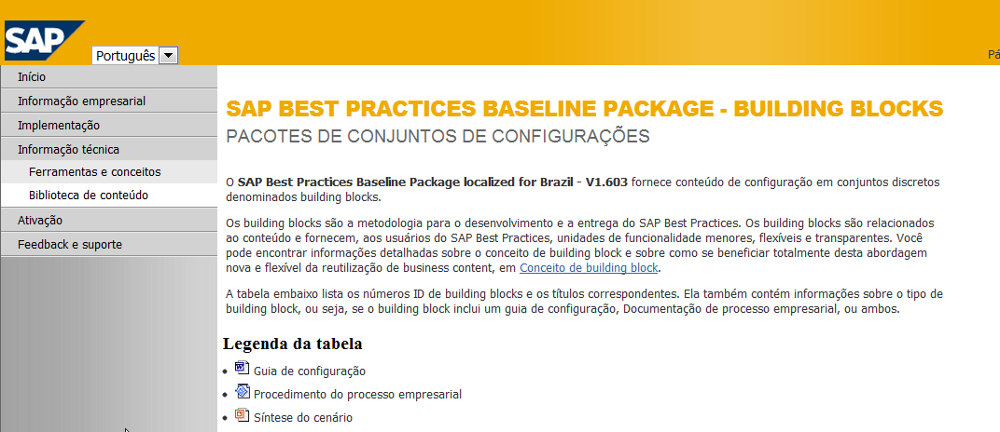 SAP
Português
Pá
Início
Informação empresarial
Implementação
Informação técnica
Ferramentas e conceitos
Biblioteca de conteúdo
Ativação
Feedback e suporte
SAP BEST PRACTICES BASELINE PACKAGE - BUILDING BLOCKS
PACOTES DE CONJUNTOS DE CONFIGURAÇÕES
O SAP Best Practices Baseline Package localized for Brazil - V1.603 fornece conteúdo de configuração em conjuntos discretos
denominados building blocks.
Os building blocks são a metodologia para o desenvolvimento e a entrega do SAP Best Practices. Os building blocks são relacionados
ao conteúdo e fornecem, aos usuários do SAP Best Practices, unidades de funcionalidade menores, flexíveis e transparentes. Você
pode encontrar informações detalhadas sobre o conceito de building block e sobre como se beneficiar totalmente desta abordagem
nova e flexível da reutilização de business content, em Conceito de building block.
A tabela embaixo lista os números ID de building blocks e os títulos correspondentes. Ela também contém informações sobre o tipo de
building block, ou seja, se o building block inclui um guia de configuração, Documentação de processo empresarial, ou ambos.
Legenda da tabela
Guia de configuração
Procedimento do processo empresarial
Síntese do cenário